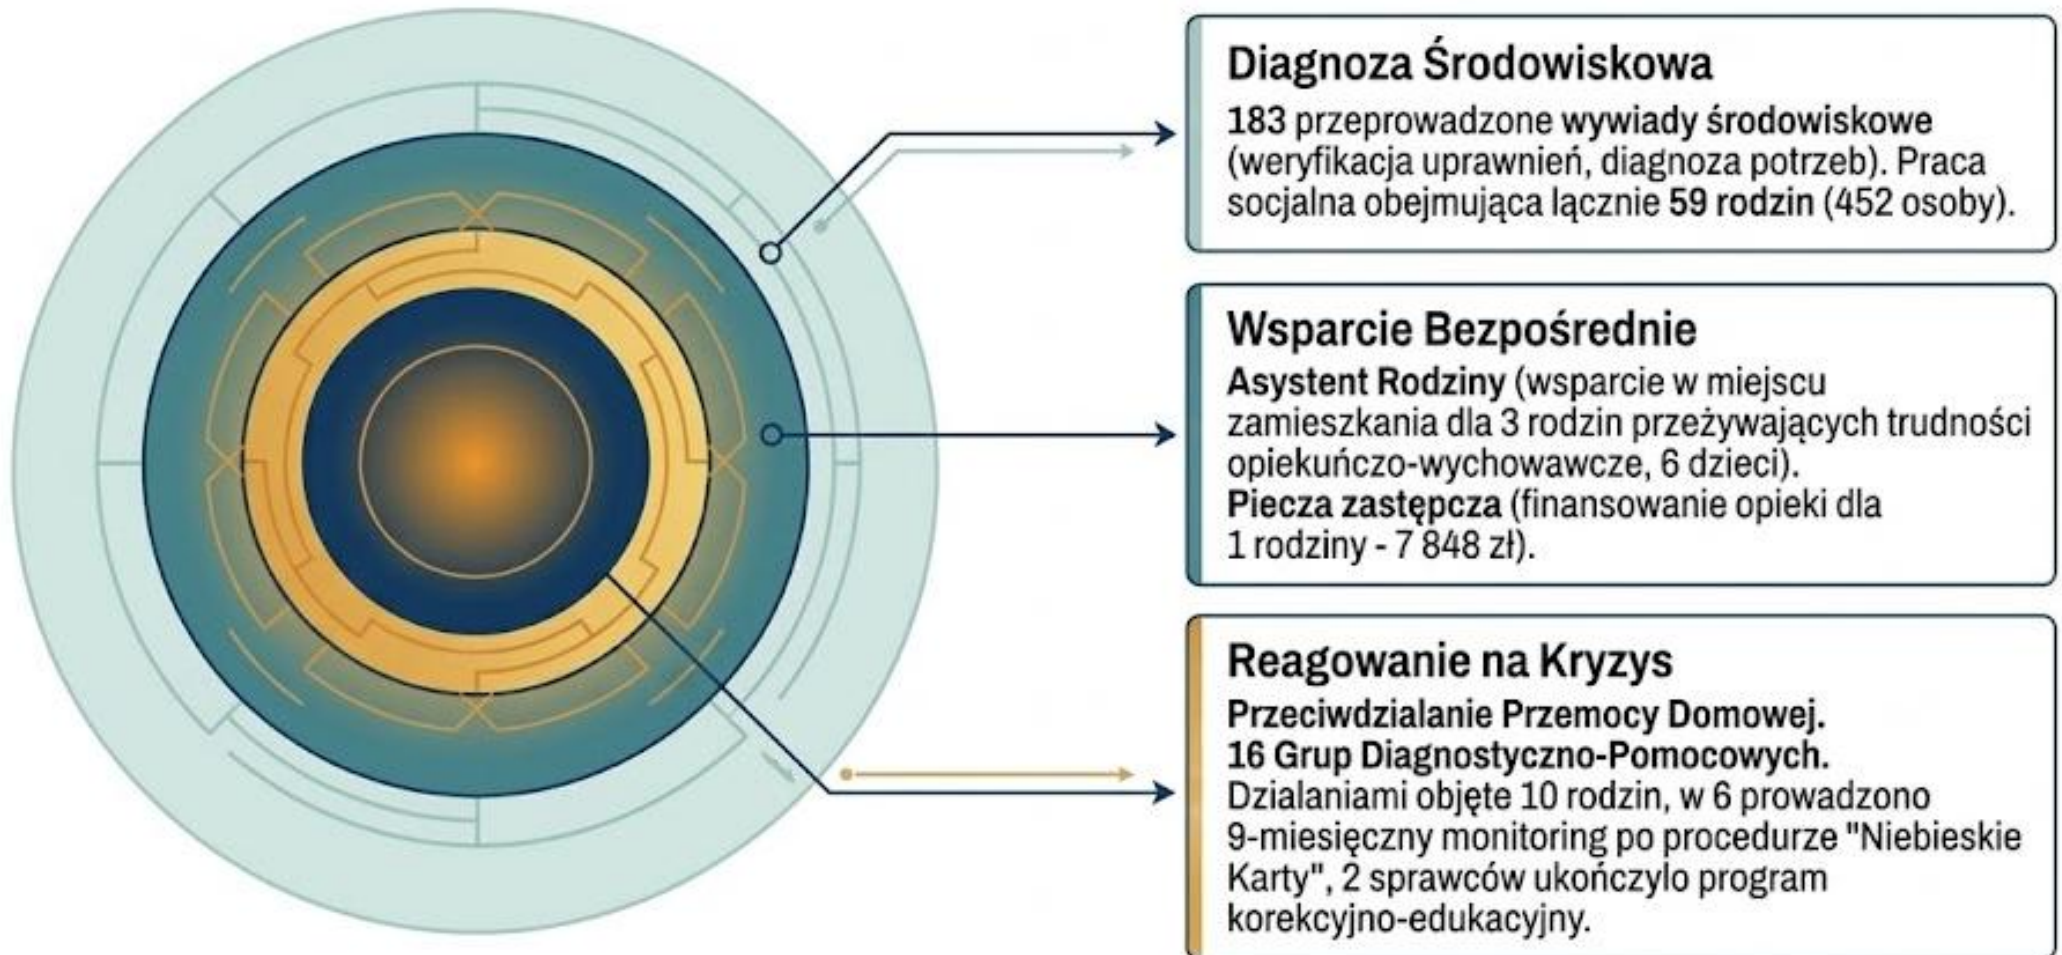 Diagnoza Środowiskowa
183 przeprowadzone wywiady środowiskowe
(weryfikacja uprawnień, diagnoza potrzeb). Praca
socjalna obejmująca lącznie 59 rodzin (452 osoby).
Wsparcie Bezpośrednie
Asystent Rodziny (wsparcie w miejscu
zamieszkania dla 3 rodzin przeżywających trudności
opiekuńczo-wychowawcze, 6 dzieci).
Piecza zastępcza (finansowanie opieki dla
1 rodziny - 7 848 zł).
Reagowanie na Kryzys
Przeciwdzialanie Przemocy Domowej.
16 Grup Diagnostyczno-Pomocowych.
Dzialaniami objęte 10 rodzin, w 6 prowadzono
9-miesięczny monitoring po procedurze "Niebieskie
Karty", 2 sprawców ukończylo program
korekcyjno-edukacyjny.